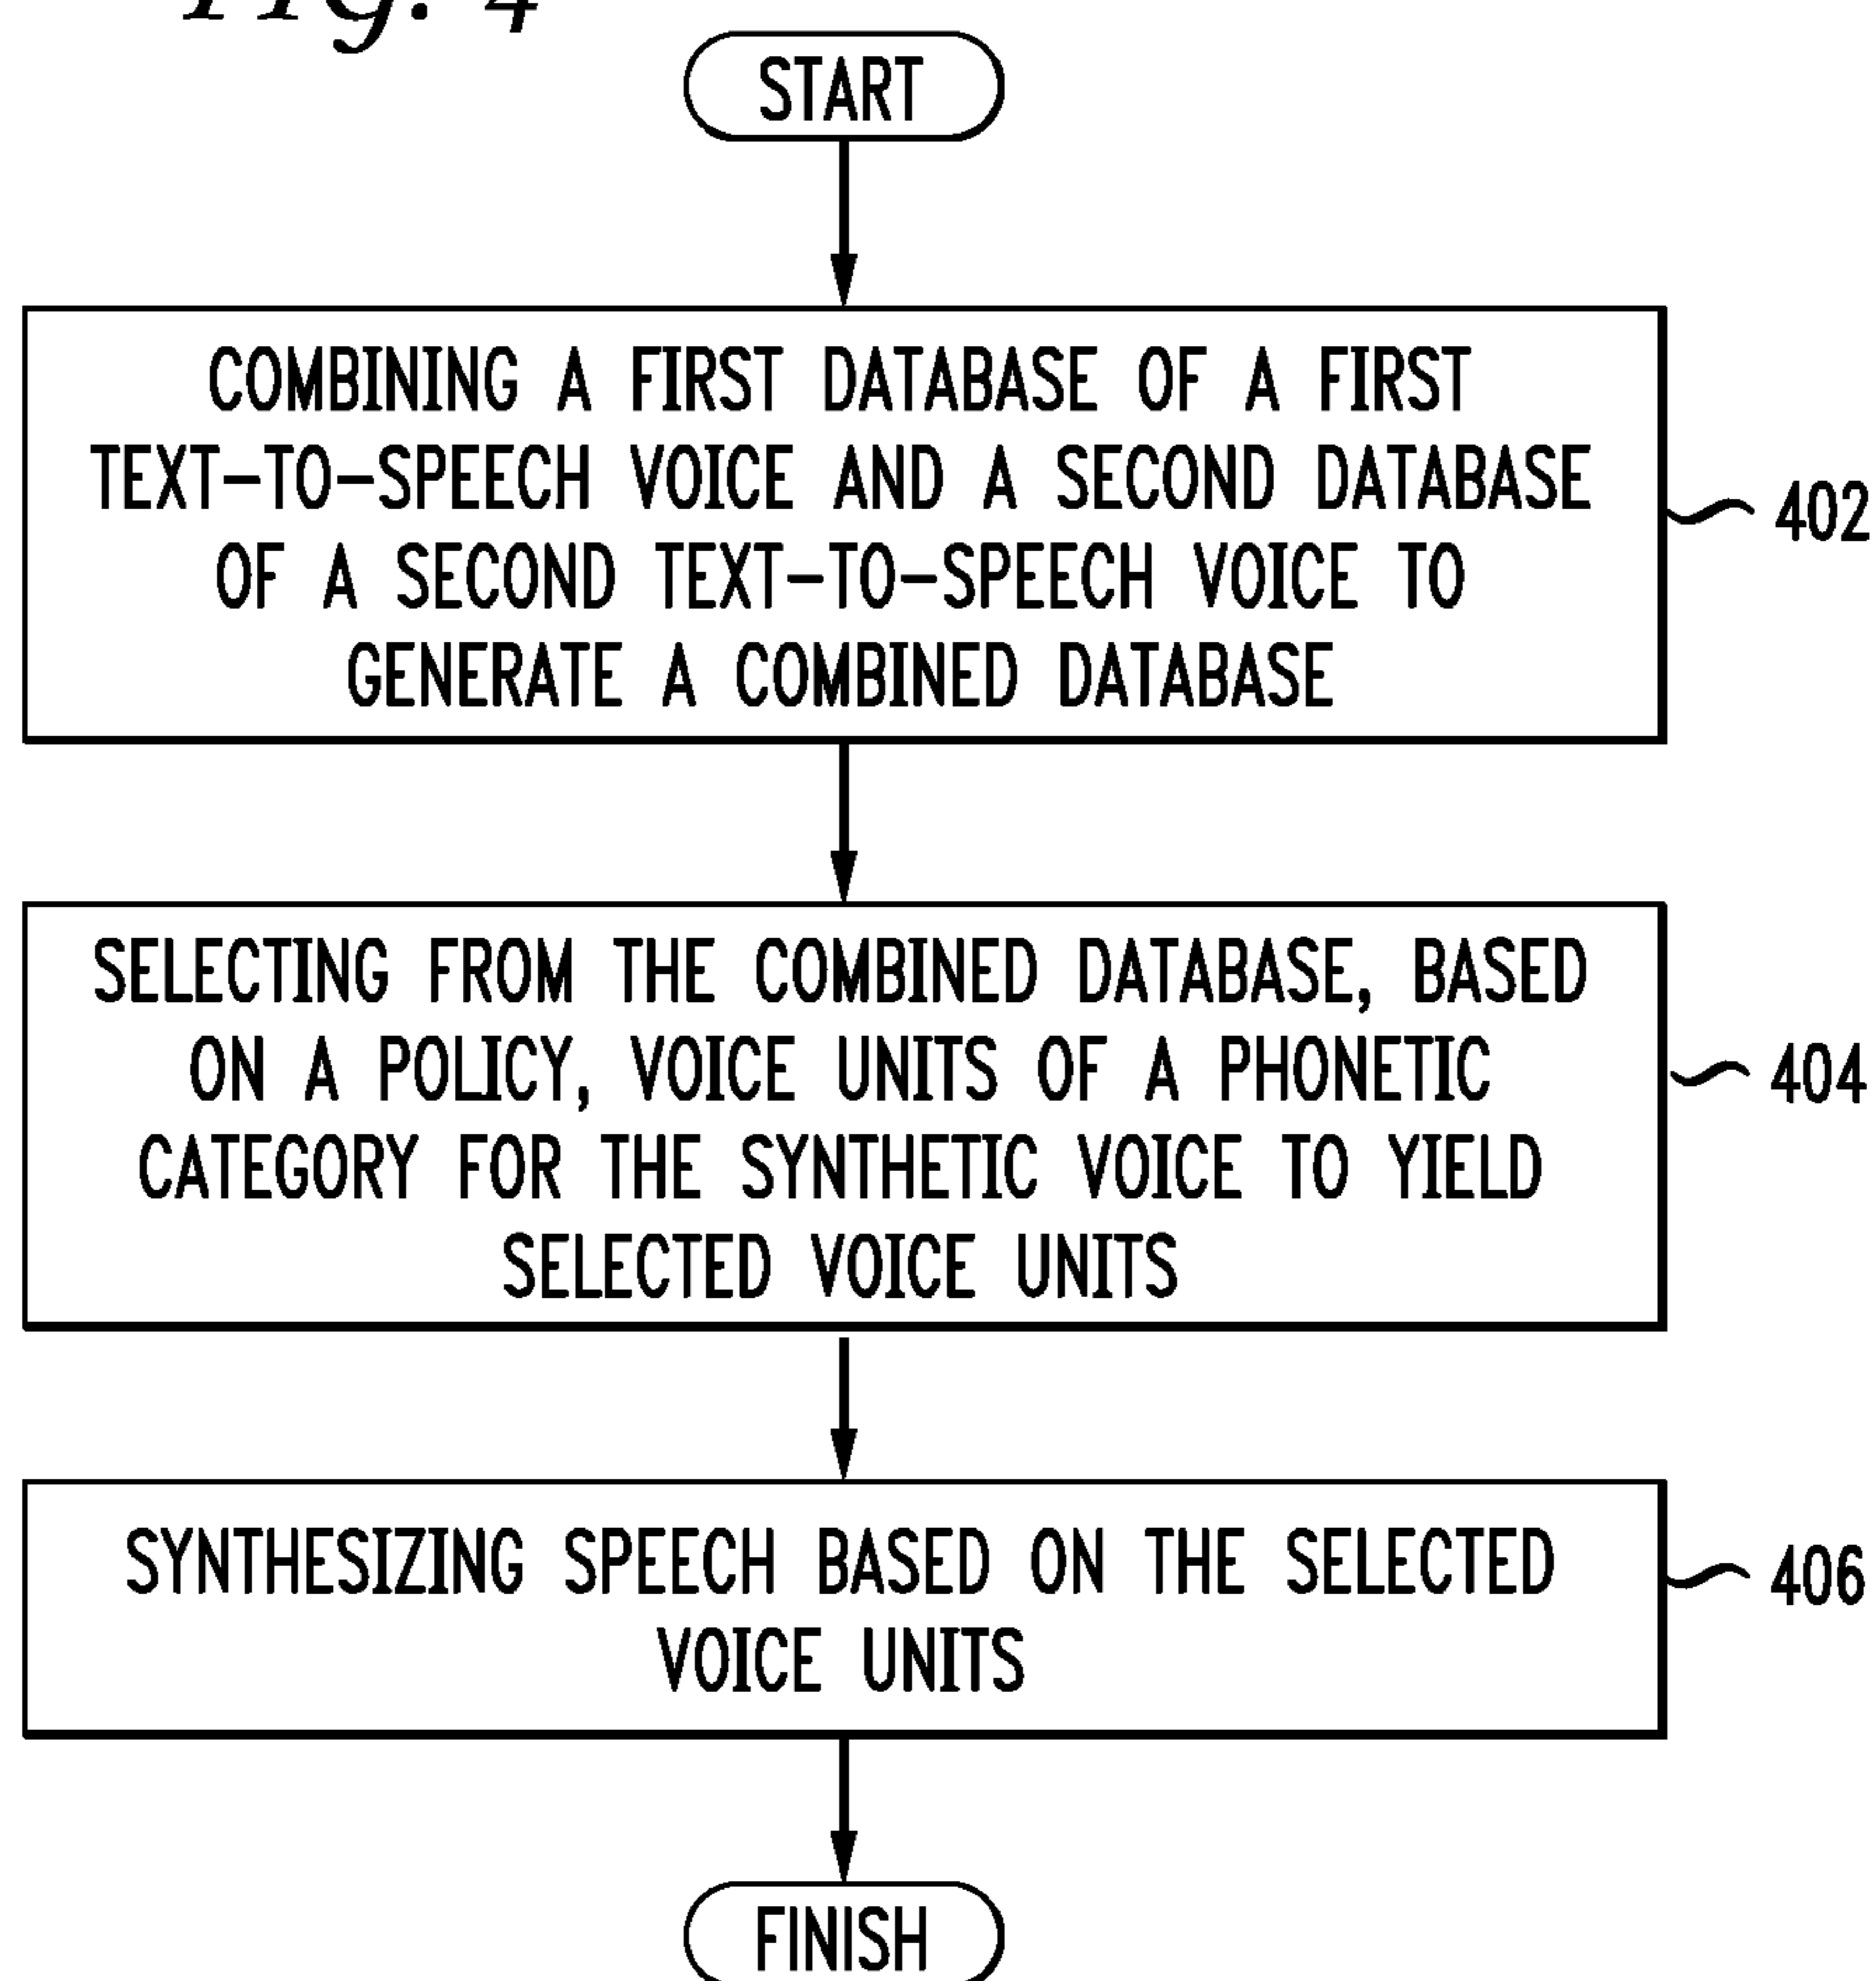 FIG. 4
START
COMBINING A FIRST DATABASE OF A FIRST
TEXT-TO-SPEECH VOICE AND A SECOND DATABASE
OF A SECOND TEXT-TO-SPEECH VOICE TO
GENERATE A COMBINED DATABASE
402
SELECTING FROM THE COMBINED DATABASE, BASED
ON A POLICY, VOICE UNITS OF A PHONETIC
CATEGORY FOR THE SYNTHETIC VOICE TO YIELD
SELECTED VOICE UNITS
404
SYNTHESIZING SPEECH BASED ON THE SELECTED
VOICE UNITS
406
FINISH